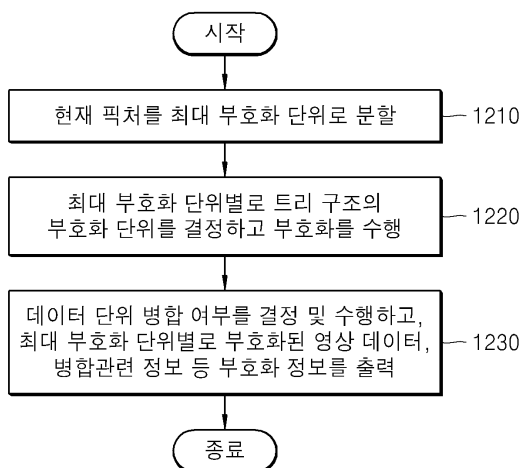 시작
현재 픽처를 최대 부호화 단위로 분할
1210
최대 부호화 단위별로 트리 구조의
부호화 단위를 결정하고 부호화를 수행
1220
데이터 단위 병합 여부를 결정 및 수행하고,
최대 부호화 단위별로 부호화된 영상 데이터,
병합관련 정보 등 부호화 정보를 출력
1230
종료